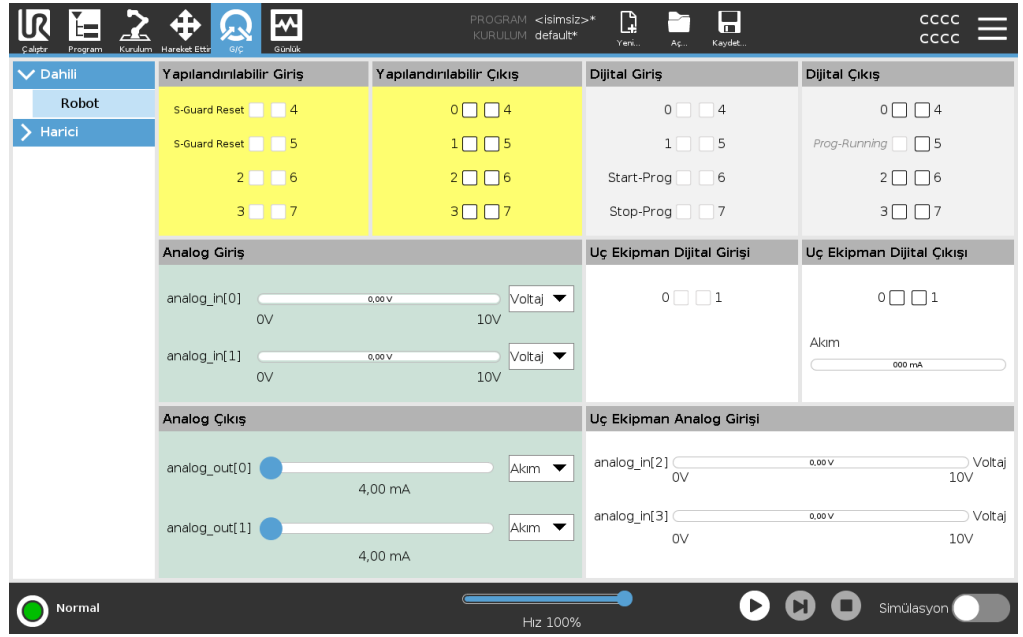 UR
PROGRAM <isimsiz>*
KURULUM default*
CCCC
CCCC
Çalıştır Program Kurulum Hareket Ettir G/Ç Günlük Yeni... Aç... Kaydet...
Dahili
Robot
Harici
Yapılandırılabilir Giriş
S-Guard Reset 4
S-Guard Reset 5
2 6
3 7
Yapılandırılabilir Çıkış
0 4
1 5
2 6
3 7
Dijital Giriş
0 4
1 5
Start-Prog 6
Stop-Prog 7
Dijital Çıkış
0 4
Prog-Running 5
2 6
3 7
Analog Giriş
analog_in[0] 0,00 V Voltaj
0V 10V
analog_in[1] 0,00 V Voltaj
0V 10V
Uç Ekipman Dijital Girişi
0 1
Uç Ekipman Dijital Çıkışı
0 1
Akım
000 mA
Analog Çıkış
analog_out[0] Akım
4,00 mA
analog_out[1] Akım
4,00 mA
Uç Ekipman Analog Girişi
analog_in[2] 0,00 V Voltaj
0V 10V
analog_in[3] 0,00 V Voltaj
0V 10V
Normal
Hız 100%
Simülasyon